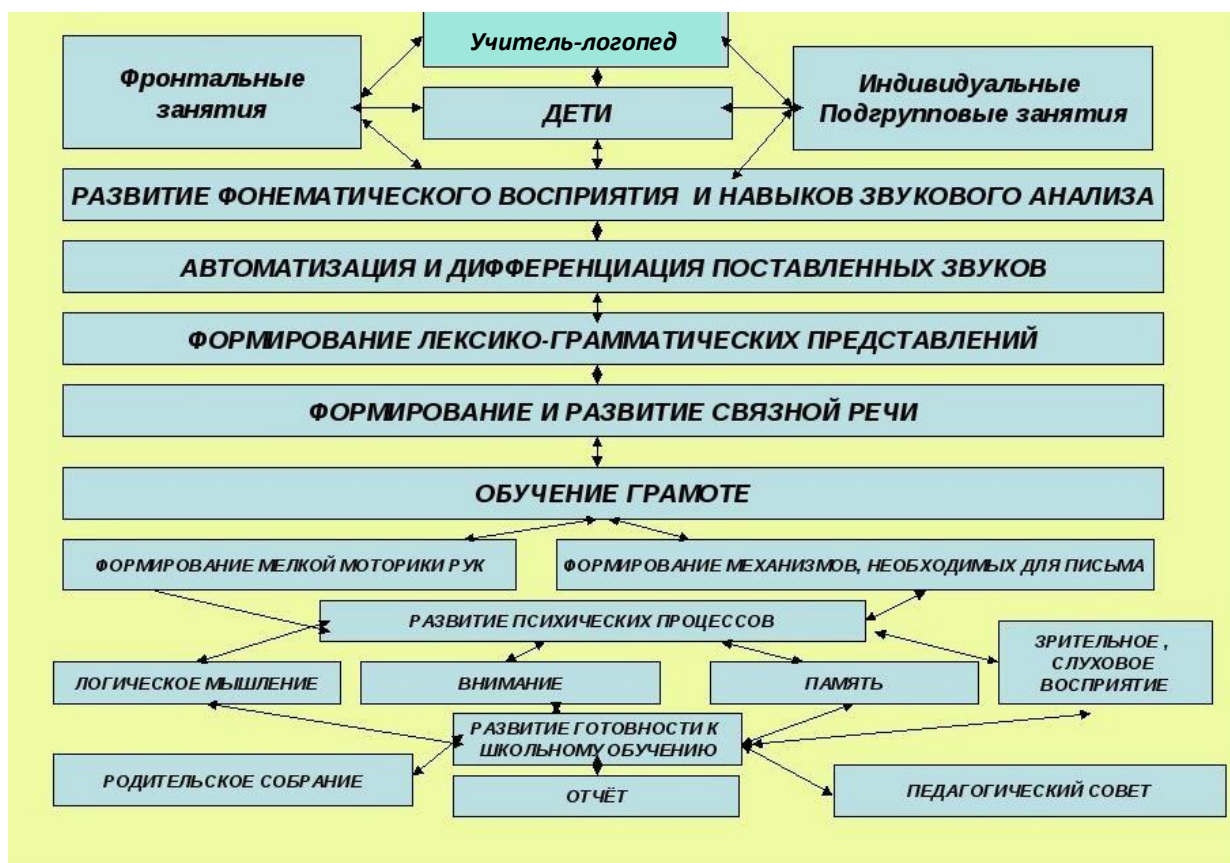 Учитель-логопед
Фронтальные
занятия
ДЕТИ
Индивидуальные
Подгрупповые занятия
РАЗВИТИЕ ФОНЕМАТИЧЕСКОГО ВОСПРИЯТИЯ И НАВЫКОВ ЗВУКОВОГО АНАЛИЗА
АВТОМАТИЗАЦИЯ И ДИФФЕРЕНЦИАЦИЯ ПОСТАВЛЕННЫХ ЗВУКОВ
ФОРМИРОВАНИЕ ЛЕКСИКО-ГРАММАТИЧЕСКИХ ПРЕДСТАВЛЕНИЙ
ФОРМИРОВАНИЕ И РАЗВИТИЕ СВЯЗНОЙ РЕЧИ
ОБУЧЕНИЕ ГРАМОТЕ
ФОРМИРОВАНИЕ МЕЛКОЙ МОТОРИКИ РУК
ФОРМИРОВАНИЕ МЕХАНИЗМОВ, НЕОБХОДИМЫХ ДЛЯ ПИСЬМА
РАЗВИТИЕ ПСИХИЧЕСКИХ ПРОЦЕССОВ
ЛОГИЧЕСКОЕ МЫШЛЕНИЕ
ВНИМАНИЕ
ПАМЯТЬ
ЗРИТЕЛЬНОЕ ,
СЛУХОВОЕ
ВОСПРИЯТИЕ
РАЗВИТИЕ ГОТОВНОСТИ К
ШКОЛЬНОМУ ОБУЧЕНИЮ
РОДИТЕЛЬСКОЕ СОБРАНИЕ
ОТЧЁТ
ПЕДАГОГИЧЕСКИЙ СОВЕТ